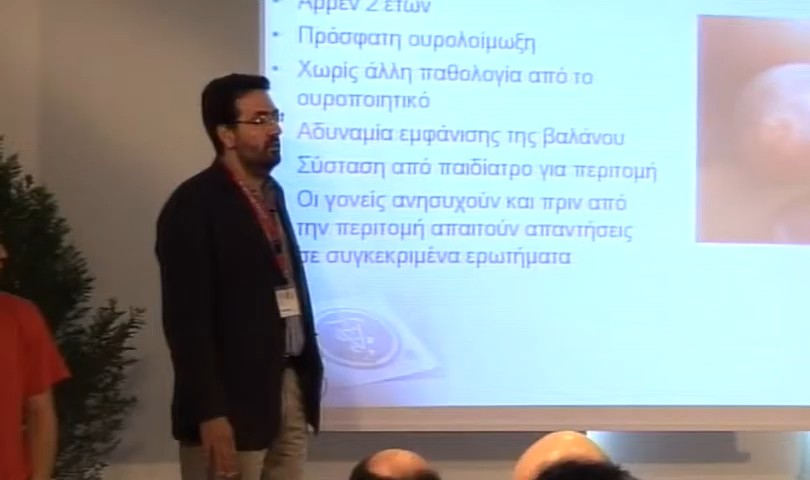 Άρρεν 2 ετών
Πρόσφατη ουρολοίμωξη
Χωρίς άλλη παθολογία από το
ουροποιητικό
Αδυναμία εμφάνισης της βαλάνου
Σύσταση από παιδίατρο για περιτομή
Οι γονείς ανησυχούν και πριν από
την περιτομή απαιτούν απαντήσεις
σε συγκεκριμένα ερωτήματα